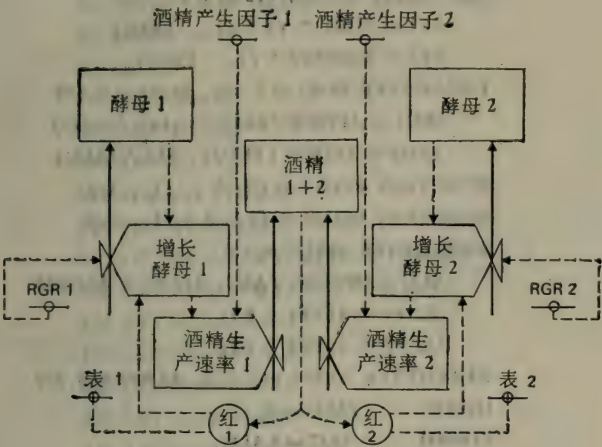 酒精产生因子 1
酒精产生因子 2
酵母 1
酵母 2
酒精
1+2
增长
酵母 1
增长
酵母 2
RGR 1
RGR 2
酒精生
产速率 1
酒精生
产速率 2
表 1
表 2
红
1
红
2